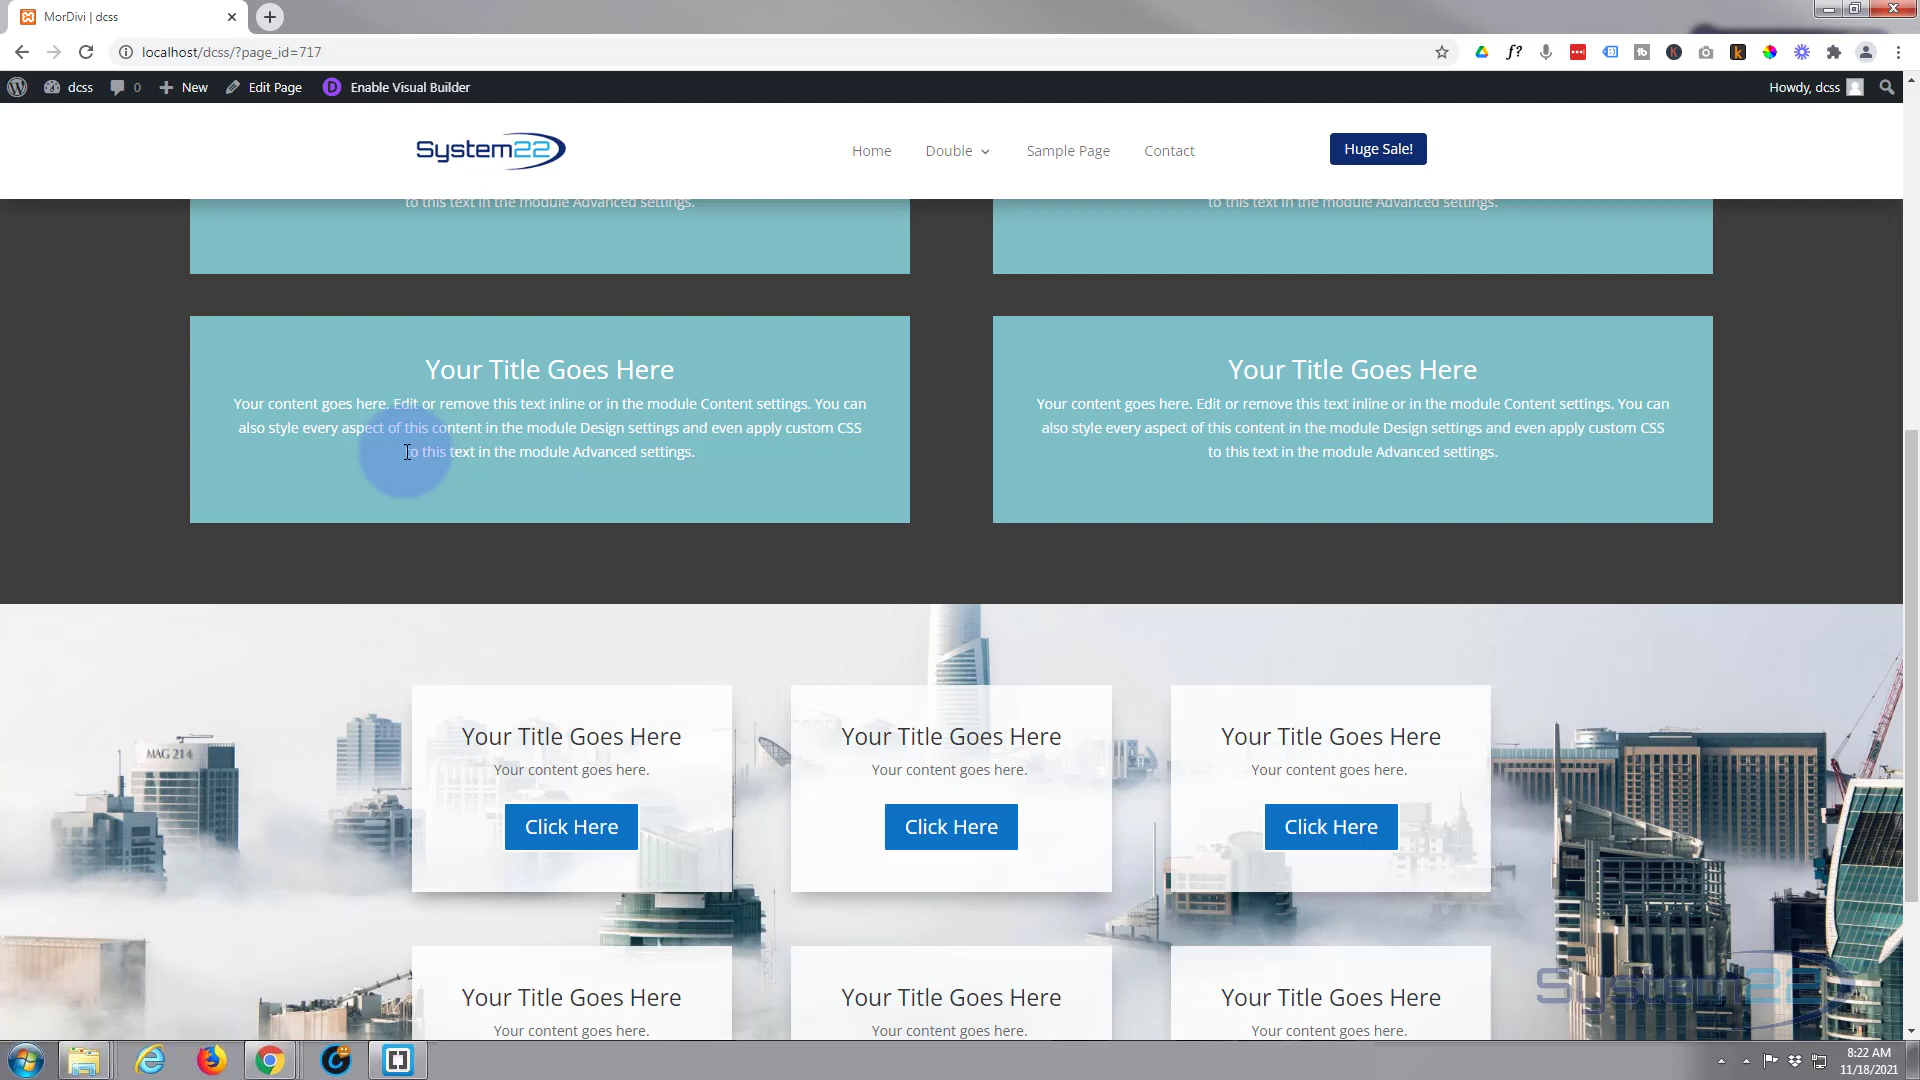 MorDivi | dcss
localhost/dcss/?page_id=717
dcss
0
New
Edit Page
Enable Visual Builder
Howdy, dcss
System22
Home
Double
Sample Page
Contact
Huge Sale!
to this text in the module Advanced settings.
to this text in the module Advanced settings.
Your Title Goes Here
Your content goes here. Edit or remove this text inline or in the module Content settings. You can
also style every aspect of this content in the module Design settings and even apply custom CSS
to this text in the module Advanced settings.
Your Title Goes Here
Your content goes here. Edit or remove this text inline or in the module Content settings. You can
also style every aspect of this content in the module Design settings and even apply custom CSS
to this text in the module Advanced settings.
MAG 214
Your Title Goes Here
Your content goes here.
Click Here
Your Title Goes Here
Your content goes here.
Click Here
Your Title Goes Here
Your content goes here.
Click Here
Your Title Goes Here
Your content goes here.
Your Title Goes Here
Your content goes here.
Your Title Goes Here
Your content goes here.
System22
8:22 AM
11/18/2021